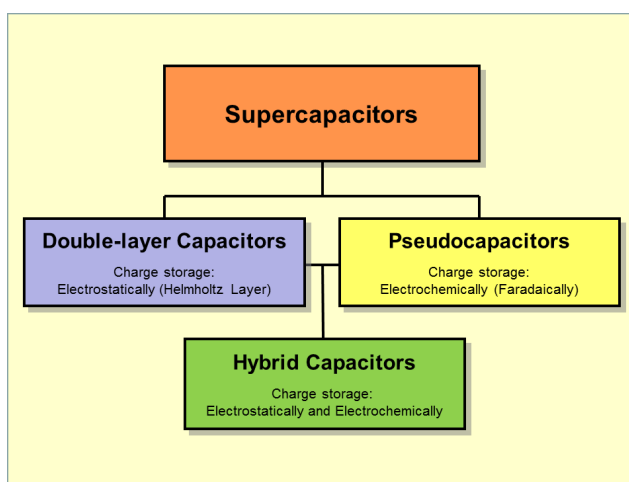 Supercapacitors
Double-layer Capacitors
Charge storage:
Electrostatically (Helmholtz Layer)
Pseudocapacitors
Charge storage:
Electrochemically (Faradaically)
Hybrid Capacitors
Charge storage:
Electrostatically and Electrochemically